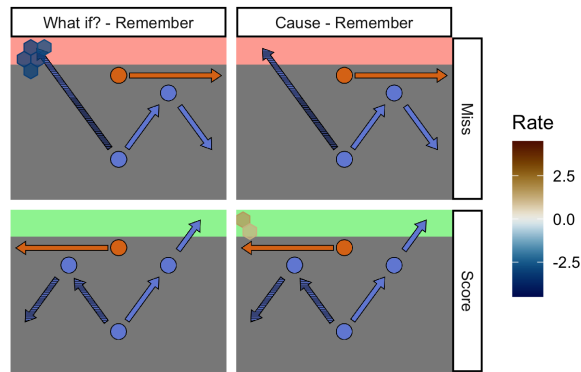 What if? - Remember
Cause - Remember
Miss
Score
Rate
2.5
0.0
-2.5